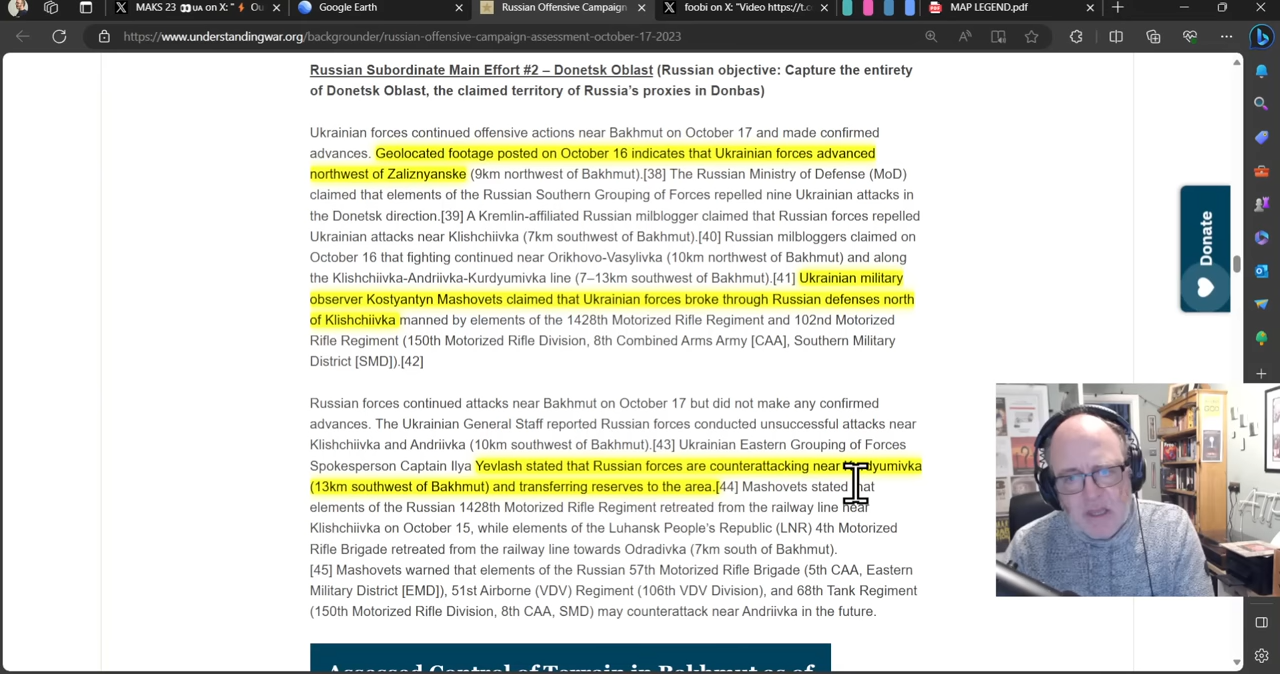 MAKS 23 UA on X: "⚡ Ou
Google Earth
Russian Offensive Campaign
foobi on X: "Video https://t.c
MAP LEGEND.pdf
https://www.understandingwar.org/backgrounder/russian-offensive-campaign-assessment-october-17-2023
Russian Subordinate Main Effort #2 – Donetsk Oblast (Russian objective: Capture the entirety
of Donetsk Oblast, the claimed territory of Russia's proxies in Donbas)
Ukrainian forces continued offensive actions near Bakhmut on October 17 and made confirmed
advances. Geolocated footage posted on October 16 indicates that Ukrainian forces advanced
northwest of Zaliznyanske (9km northwest of Bakhmut).[38] The Russian Ministry of Defense (MoD)
claimed that elements of the Russian Southern Grouping of Forces repelled nine Ukrainian attacks in
the Donetsk direction.[39] A Kremlin-affiliated Russian milblogger claimed that Russian forces repelled
Ukrainian attacks near Klishchiivka (7km southwest of Bakhmut).[40] Russian milbloggers claimed on
October 16 that fighting continued near Orikhovo-Vasylivka (10km northwest of Bakhmut) and along
the Klishchiivka-Andriivka-Kurdyumivka line (7–13km southwest of Bakhmut).[41] Ukrainian military
observer Kostyantyn Mashovets claimed that Ukrainian forces broke through Russian defenses north
of Klishchiivka manned by elements of the 1428th Motorized Rifle Regiment and 102nd Motorized
Rifle Regiment (150th Motorized Rifle Division, 8th Combined Arms Army [CAA], Southern Military
District [SMD]).[42]
Russian forces continued attacks near Bakhmut on October 17 but did not make any confirmed
advances. The Ukrainian General Staff reported Russian forces conducted unsuccessful attacks near
Klishchiivka and Andriivka (10km southwest of Bakhmut).[43] Ukrainian Eastern Grouping of Forces
Spokesperson Captain Ilya Yevlash stated that Russian forces are counterattacking near
(13km southwest of Bakhmut) and transferring reserves to the area.[44] Mashovets stated that
elements of the Russian 1428th Motorized Rifle Regiment retreated from the railway line near
Klishchiivka on October 15, while elements of the Luhansk People's Republic (LNR) 4th Motorized
Rifle Brigade retreated from the railway line towards Odradivka (7km south of Bakhmut).
[45] Mashovets warned that elements of the Russian 57th Motorized Rifle Brigade (5th CAA, Eastern
Military District [EMD]), 51st Airborne (VDV) Regiment (106th VDV Division), and 68th Tank Regiment
(150th Motorized Rifle Division, 8th CAA, SMD) may counterattack near Andriivka in the future.
Assessed Control of Terrain in Bakhmut as of
Donate